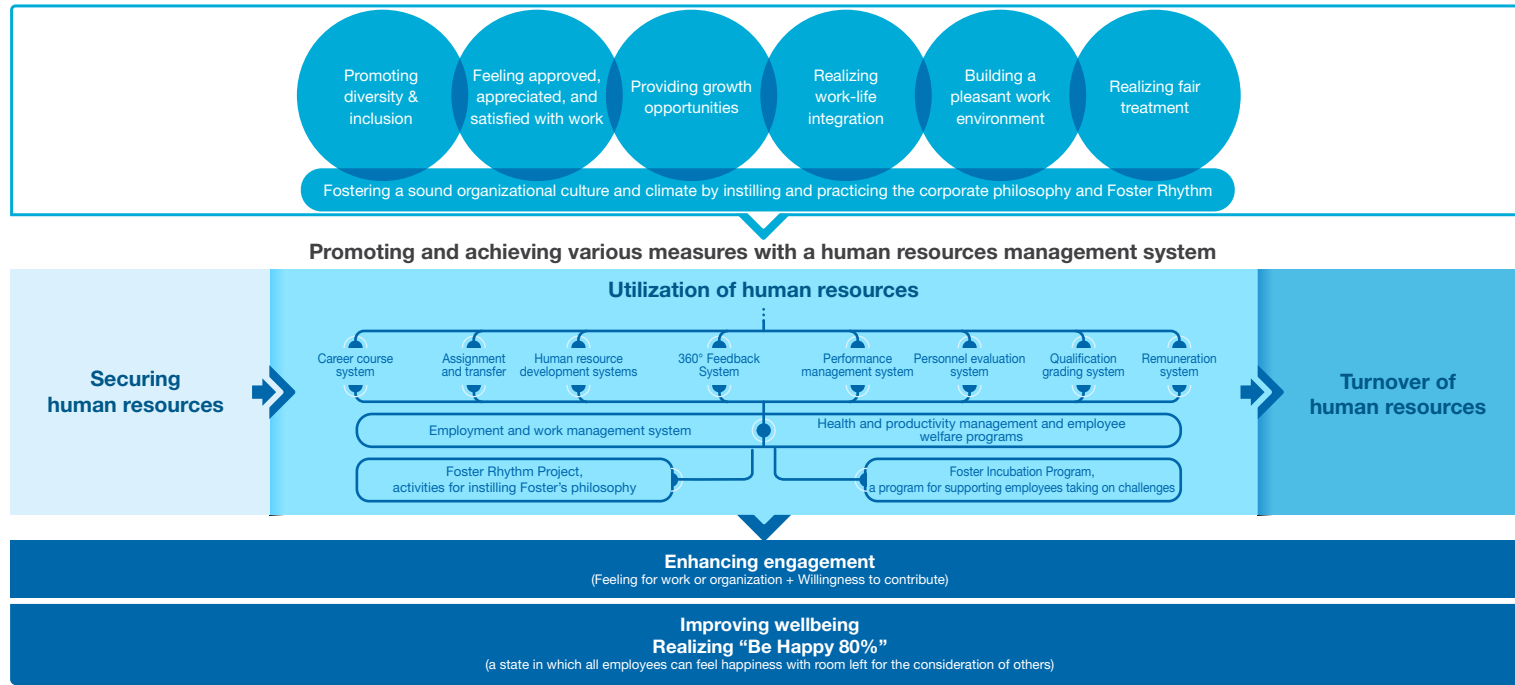 Promoting
diversity &
inclusion
Feeling approved,
appreciated, and
satisfied with work
Providing growth
opportunities
Realizing
work-life
integration
Building a
pleasant work
environment
Realizing fair
treatment
Fostering a sound organizational culture and climate by instilling and practicing the corporate philosophy and Foster Rhythm
Promoting and achieving various measures with a human resources management system
Securing
human resources
Utilization of human resources
Career course
system
Assignment
and transfer
Human resource
development systems
360° Feedback
System
Performance
management system
Personnel evaluation
system
Qualification
grading system
Remuneration
system
Employment and work management system
Health and productivity management and employee
welfare programs
Foster Rhythm Project,
activities for instilling Foster’s philosophy
Foster Incubation Program,
a program for supporting employees taking on challenges
Turnover of
human resources
Enhancing engagement
(Feeling for work or organization + Willingness to contribute)
Improving wellbeing
Realizing “Be Happy 80%”
(a state in which all employees can feel happiness with room left for the consideration of others)